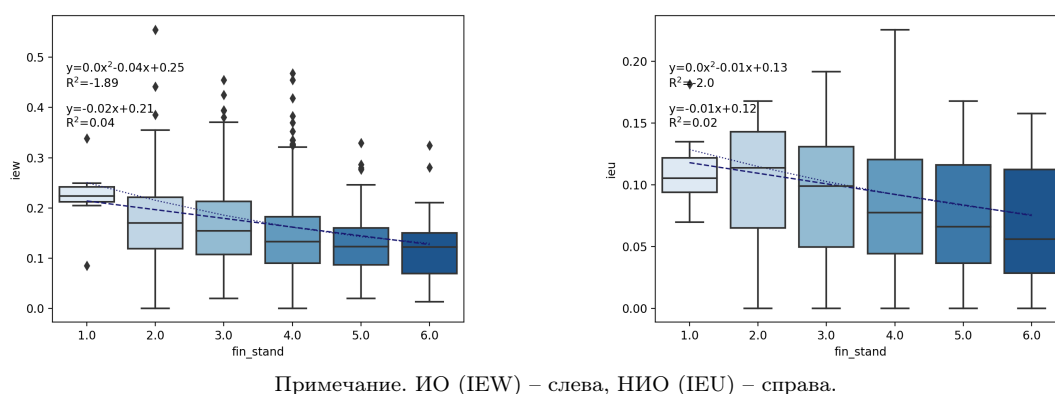 y=0.0x²-0.04x+0.25
R²=-1.89
y=-0.02x+0.21
R²=0.04
iew
0.5
0.4
0.3
0.2
0.1
0.0
1.0 2.0 3.0 4.0 5.0 6.0
fin_stand
y=0.0x²-0.01x+0.13
R²=-2.0
y=-0.01x+0.12
R²=0.02
ieu
0.20
0.15
0.10
0.05
0.00
1.0 2.0 3.0 4.0 5.0 6.0
fin_stand
Примечание. ИО (IEW) – слева, НИО (IEU) – справа.